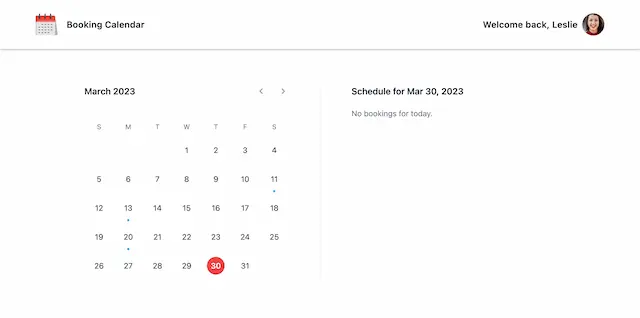 Booking Calendar
Welcome back, Leslie
March 2023
S M T W T F S
1 2 3 4
5 6 7 8 9 10 11
12 13 14 15 16 17 18
19 20 21 22 23 24 25
26 27 28 29 30 31
Schedule for Mar 30, 2023
No bookings for today.